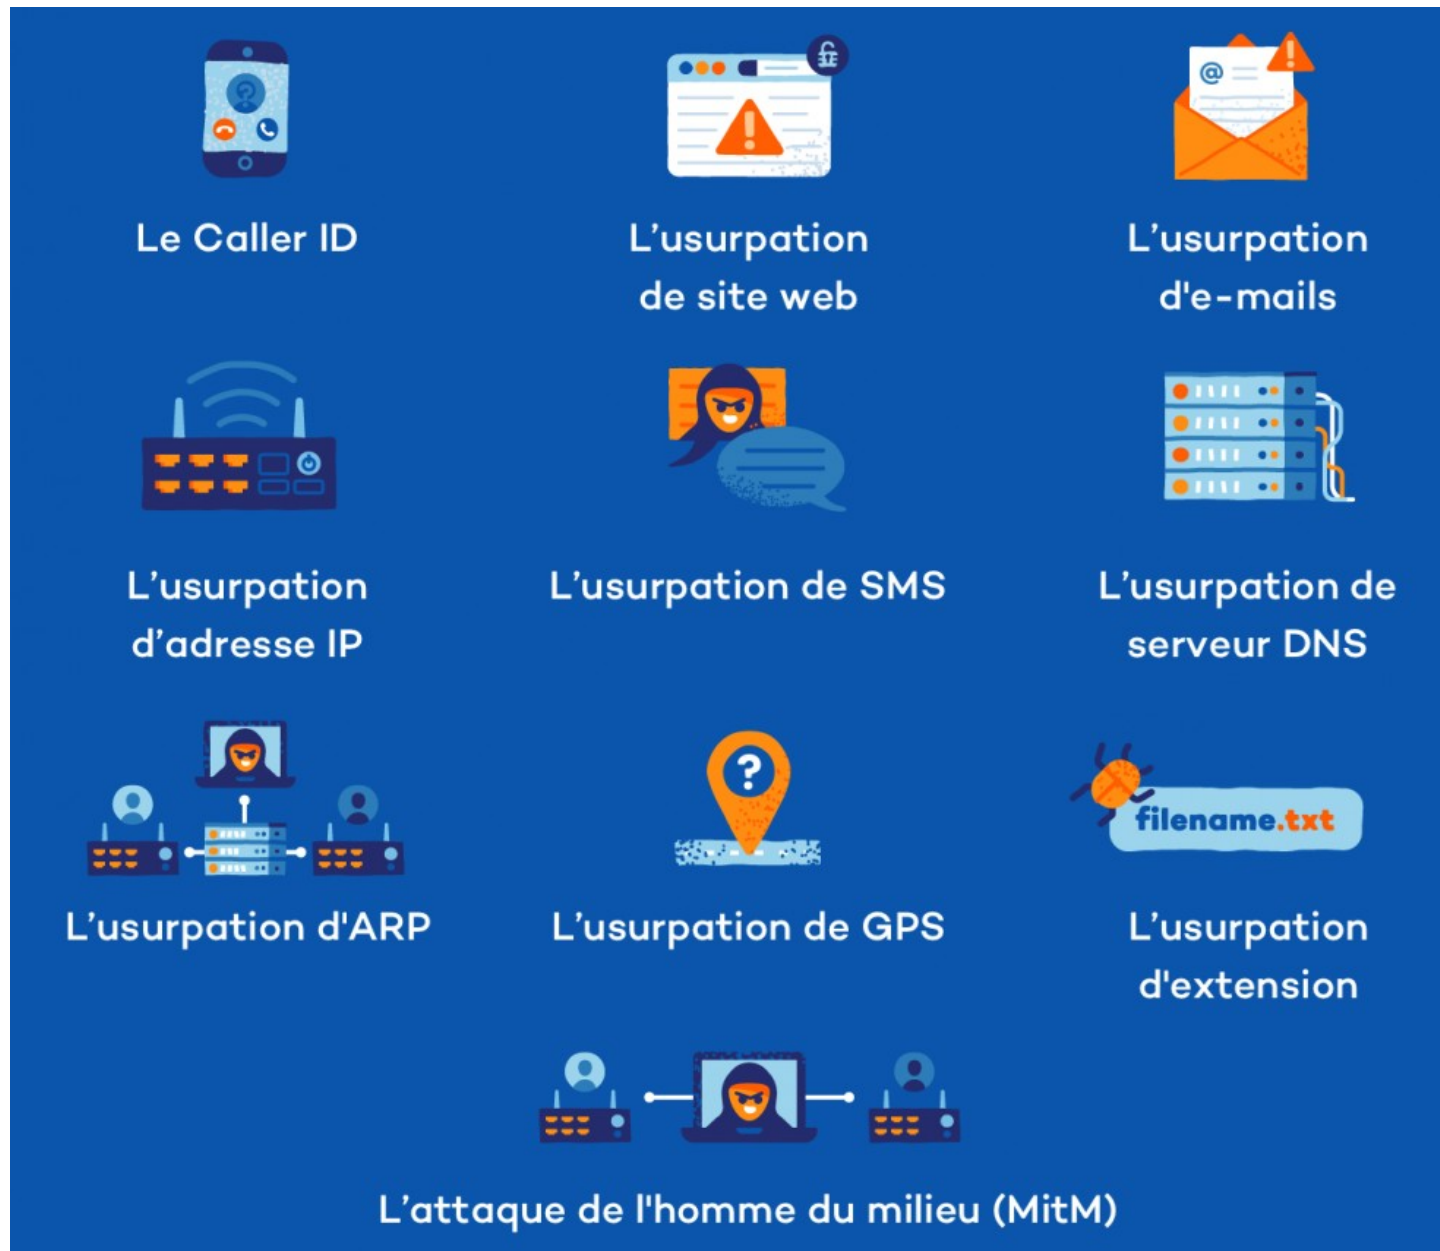 Le Caller ID
L’usurpation
de site web
@
L’usurpation
d'e-mails
L’usurpation
d’adresse IP
L’usurpation de SMS
L’usurpation de
serveur DNS
L’usurpation d'ARP
?
L’usurpation de GPS
filename.txt
L’usurpation
d'extension
L’attaque de l'homme du milieu (MitM)